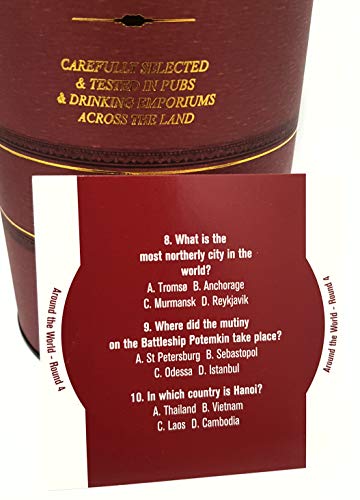 CAREFULLY SELECTED
& TESTED IN PUBS
& DRINKING EMPORIUMS
ACROSS THE LAND
8. What is the
most northerly city in the
world?
A. Tromsø B. Anchorage
C. Murmansk D. Reykjavik
9. Where did the mutiny
on the Battleship Potemkin take place?
A. St Petersburg B. Sebastopol
C. Odessa D. Istanbul
10. In which country is Hanoi?
A. Thailand B. Vietnam
C. Laos D. Cambodia
Around the World - Round 4
Around the World - Round 4